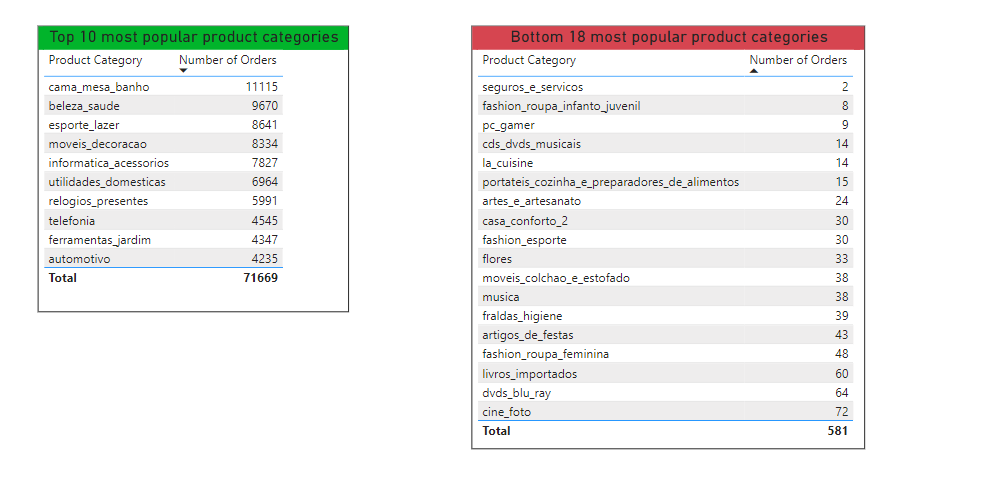 Top 10 most popular product categories
Product Category Number of Orders
cama_mesa_banho 11115
beleza_saude 9670
esporte_lazer 8641
moveis_decoracao 8334
informatica_acessorios 7827
utilidades_domesticas 6964
relogios_presentes 5991
telefonia 4545
ferramentas_jardim 4347
automotivo 4235
Total 71669
Bottom 18 most popular product categories
Product Category Number of Orders
seguros_e_servicos 2
fashion_roupa_infanto_juvenil 8
pc_gamer 9
cds_dvds_musicais 14
la_cuisine 14
portateis_cozinha_e_preparadores_de_alimentos 15
artes_e_artesanato 24
casa_conforto_2 30
fashion_esporte 30
flores 33
moveis_colchao_e_estofado 38
musica 38
fraldas_higiene 39
artigos_de_festas 43
fashion_roupa_feminina 48
livros_importados 60
dvds_blu_ray 64
cine_foto 72
Total 581